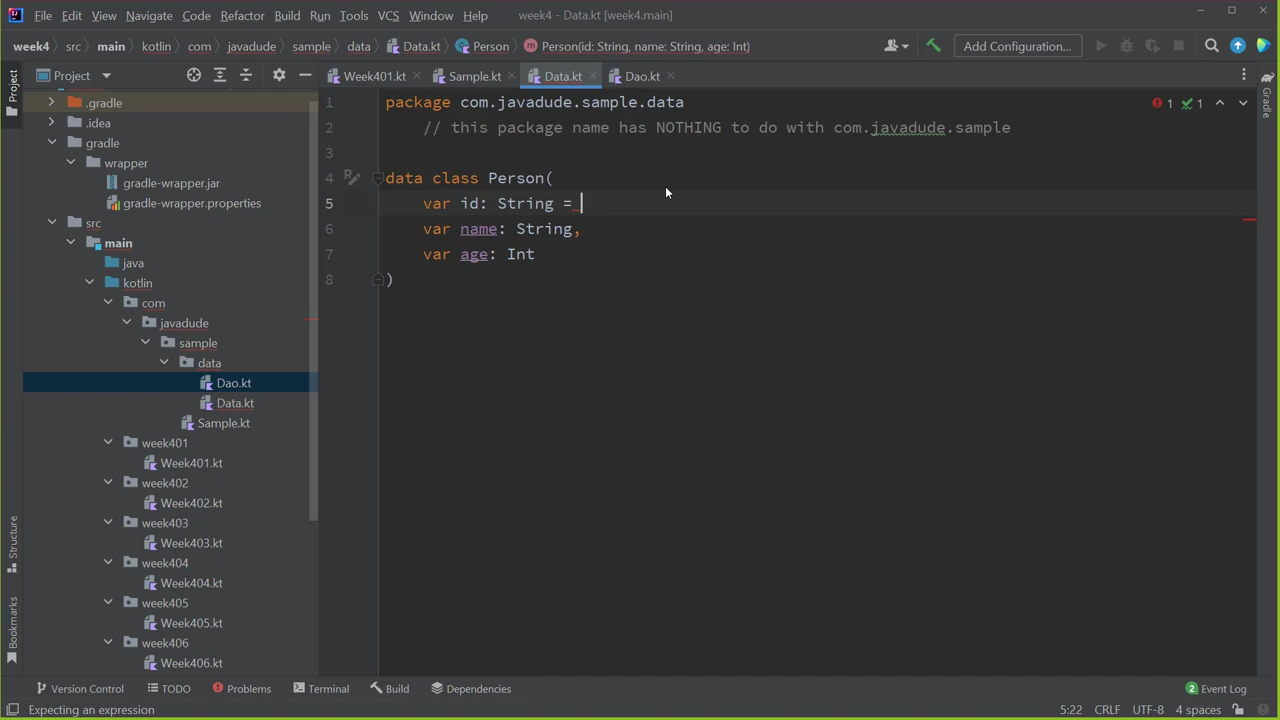 File Edit View Navigate Code Refactor Build Run Tools VCS Window Help week4 - Data.kt [week4.main]
week4 src main kotlin com javadude sample data Data.kt Person Person(id: String, name: String, age: Int) Add Configuration...
Project Week401.kt Sample.kt Data.kt Dao.kt
Project
Gradle
.gradle
.idea
gradle
wrapper
gradle-wrapper.jar
gradle-wrapper.properties
src
main
java
kotlin
com
javadude
sample
data
Dao.kt
Data.kt
Sample.kt
week401
Week401.kt
week402
Week402.kt
week403
Week403.kt
week404
Week404.kt
week405
Week405.kt
week406
Week406.kt
1 package com.javadude.sample.data 1 1
2 // this package name has NOTHING to do with com.javadude.sample
3
4 data class Person(
5 var id: String =
6 var name: String,
7 var age: Int
8 )
Structure
Bookmarks
Version Control TODO Problems Terminal Build Dependencies 2 Event Log
Expecting an expression 5:22 CRLF UTF-8 4 spaces